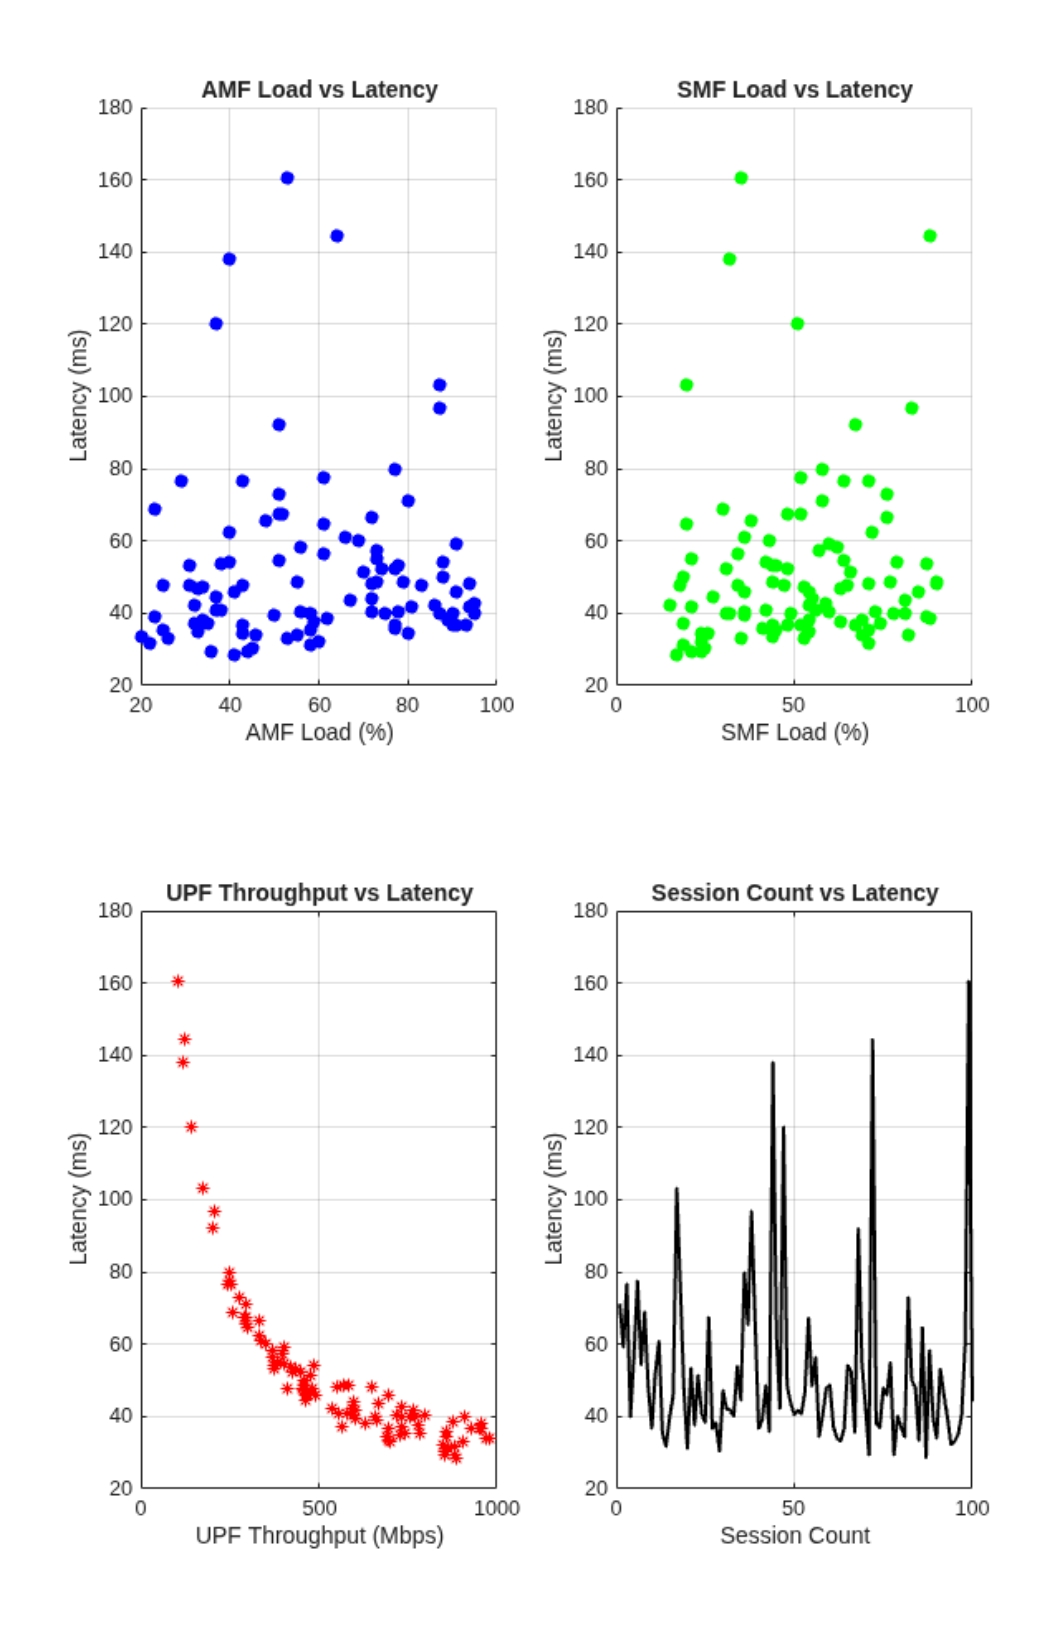 AMF Load vs Latency
180
160
140
120
100
80
60
40
20
20 40 60 80 100
Latency (ms)
AMF Load (%)
SMF Load vs Latency
180
160
140
120
100
80
60
40
20
0 50 100
Latency (ms)
SMF Load (%)
UPF Throughput vs Latency
180
160
140
120
100
80
60
40
20
0 500 1000
Latency (ms)
UPF Throughput (Mbps)
Session Count vs Latency
180
160
140
120
100
80
60
40
20
0 50 100
Latency (ms)
Session Count